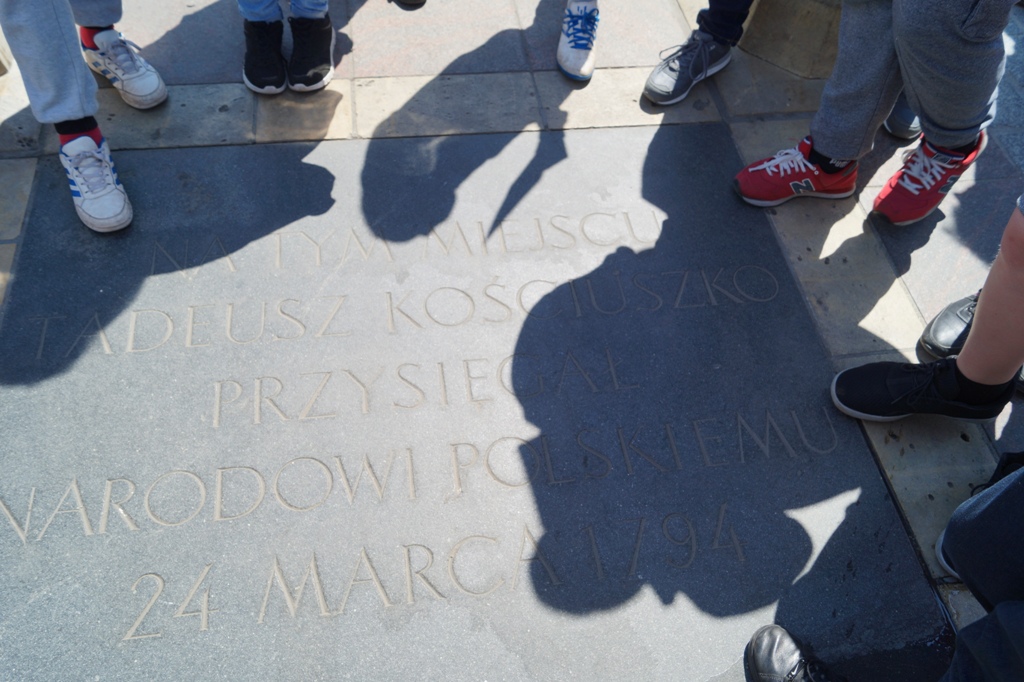 NA TYM MIEJSCU
TADEUSZ KOŚCIUSZKO
PRZYSIĘGAŁ
NARODOWI POLSKIEMU
24 MARCA 1794
N